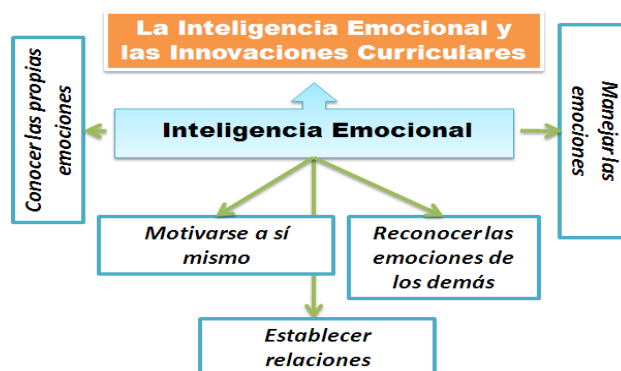 La Inteligencia Emocional y
las Innovaciones Curriculares
Conocer las propias
emociones
Inteligencia Emocional
Manejar las
emociones
Motivarse a sí
mismo
Reconocer las
emociones de
los demás
Establecer
relaciones